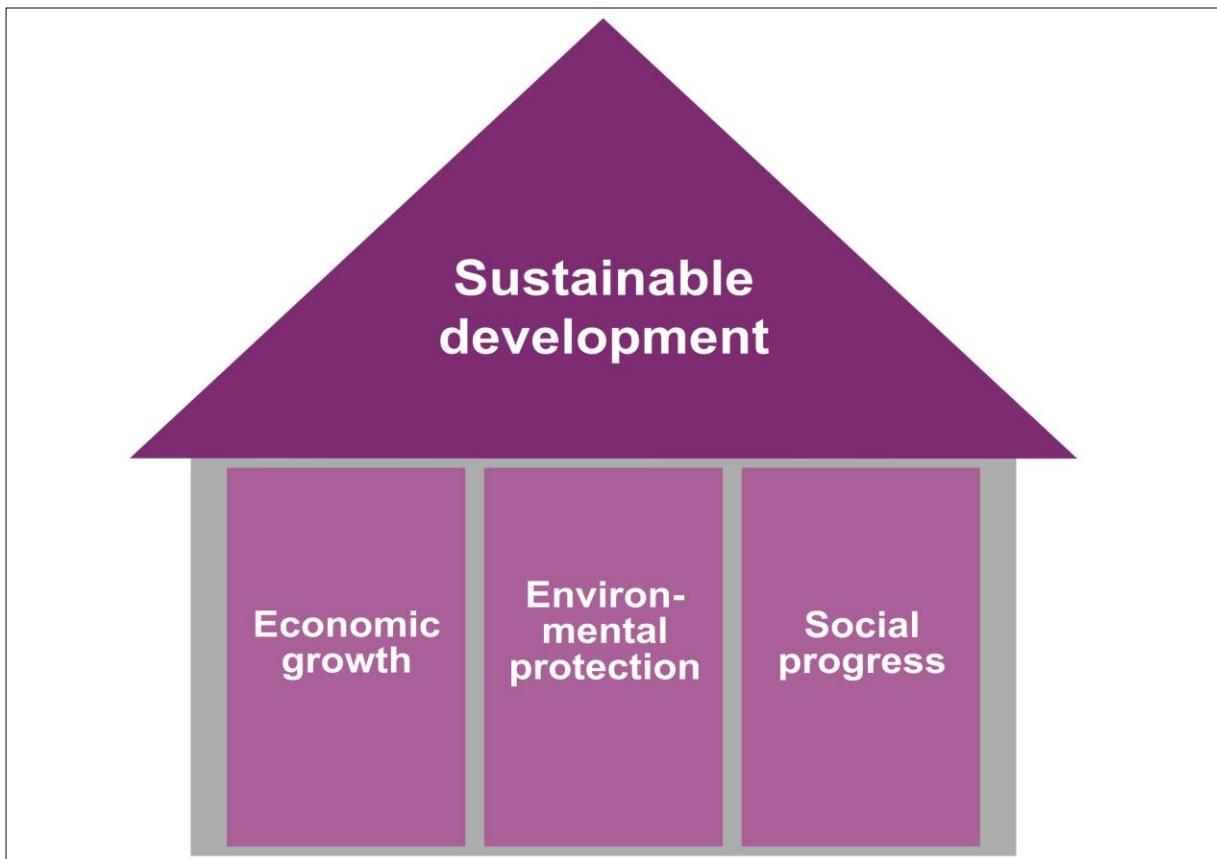 Sustainable
development
Economic
growth
Environ-
mental
protection
Social
progress